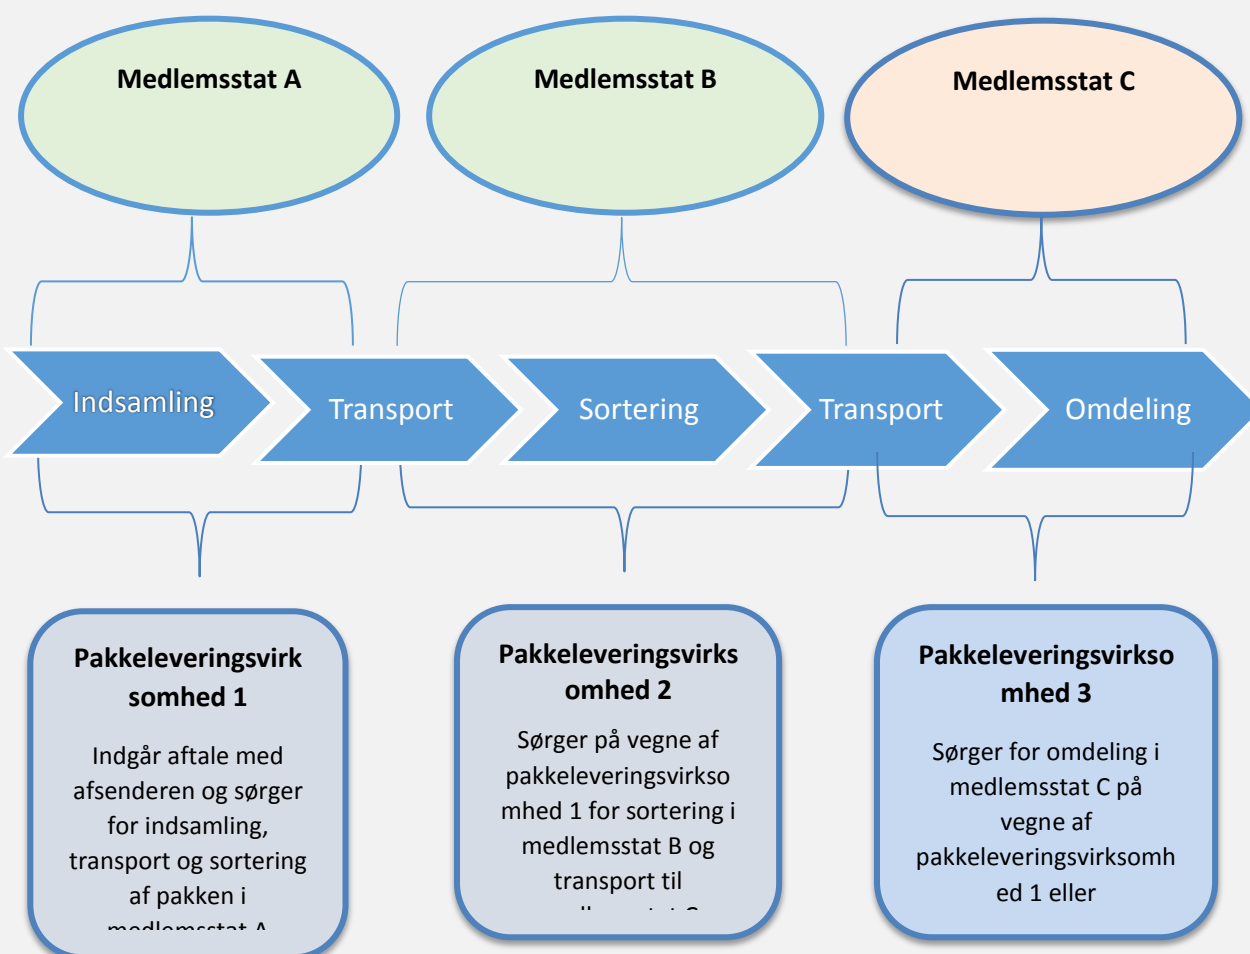 Medlemsstat A
Medlemsstat B
Medlemsstat C
Indsamling
Transport
Sortering
Transport
Omdeling
Pakkeleveringsvirk
somhed 1
Indgår aftale med
afsenderen og sørger
for indsamling,
transport og sortering
af pakken i
medlemsstat A
Pakkeleveringsvirks
omhed 2
Sørger på vegne af
pakkeleveringsvirkso
mhed 1 for sortering i
medlemsstat B og
transport til
Pakkeleveringsvirkso
mhed 3
Sørger for omdeling i
medlemsstat C på
vegne af
pakkeleveringsvirksomh
ed 1 eller